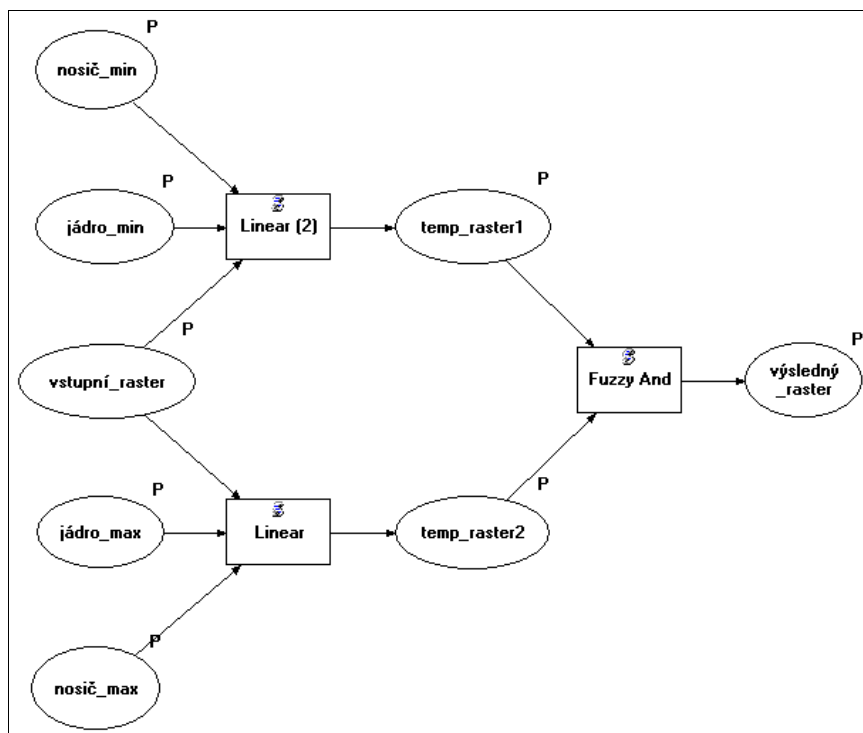 P
nosič_min
P
jádro_min
Linear (2)
P
temp_raster1
P
vstupní_raster
Fuzzy And
P
výsledný
_raster
P
jádro_max
Linear
P
temp_raster2
P
nosič_max